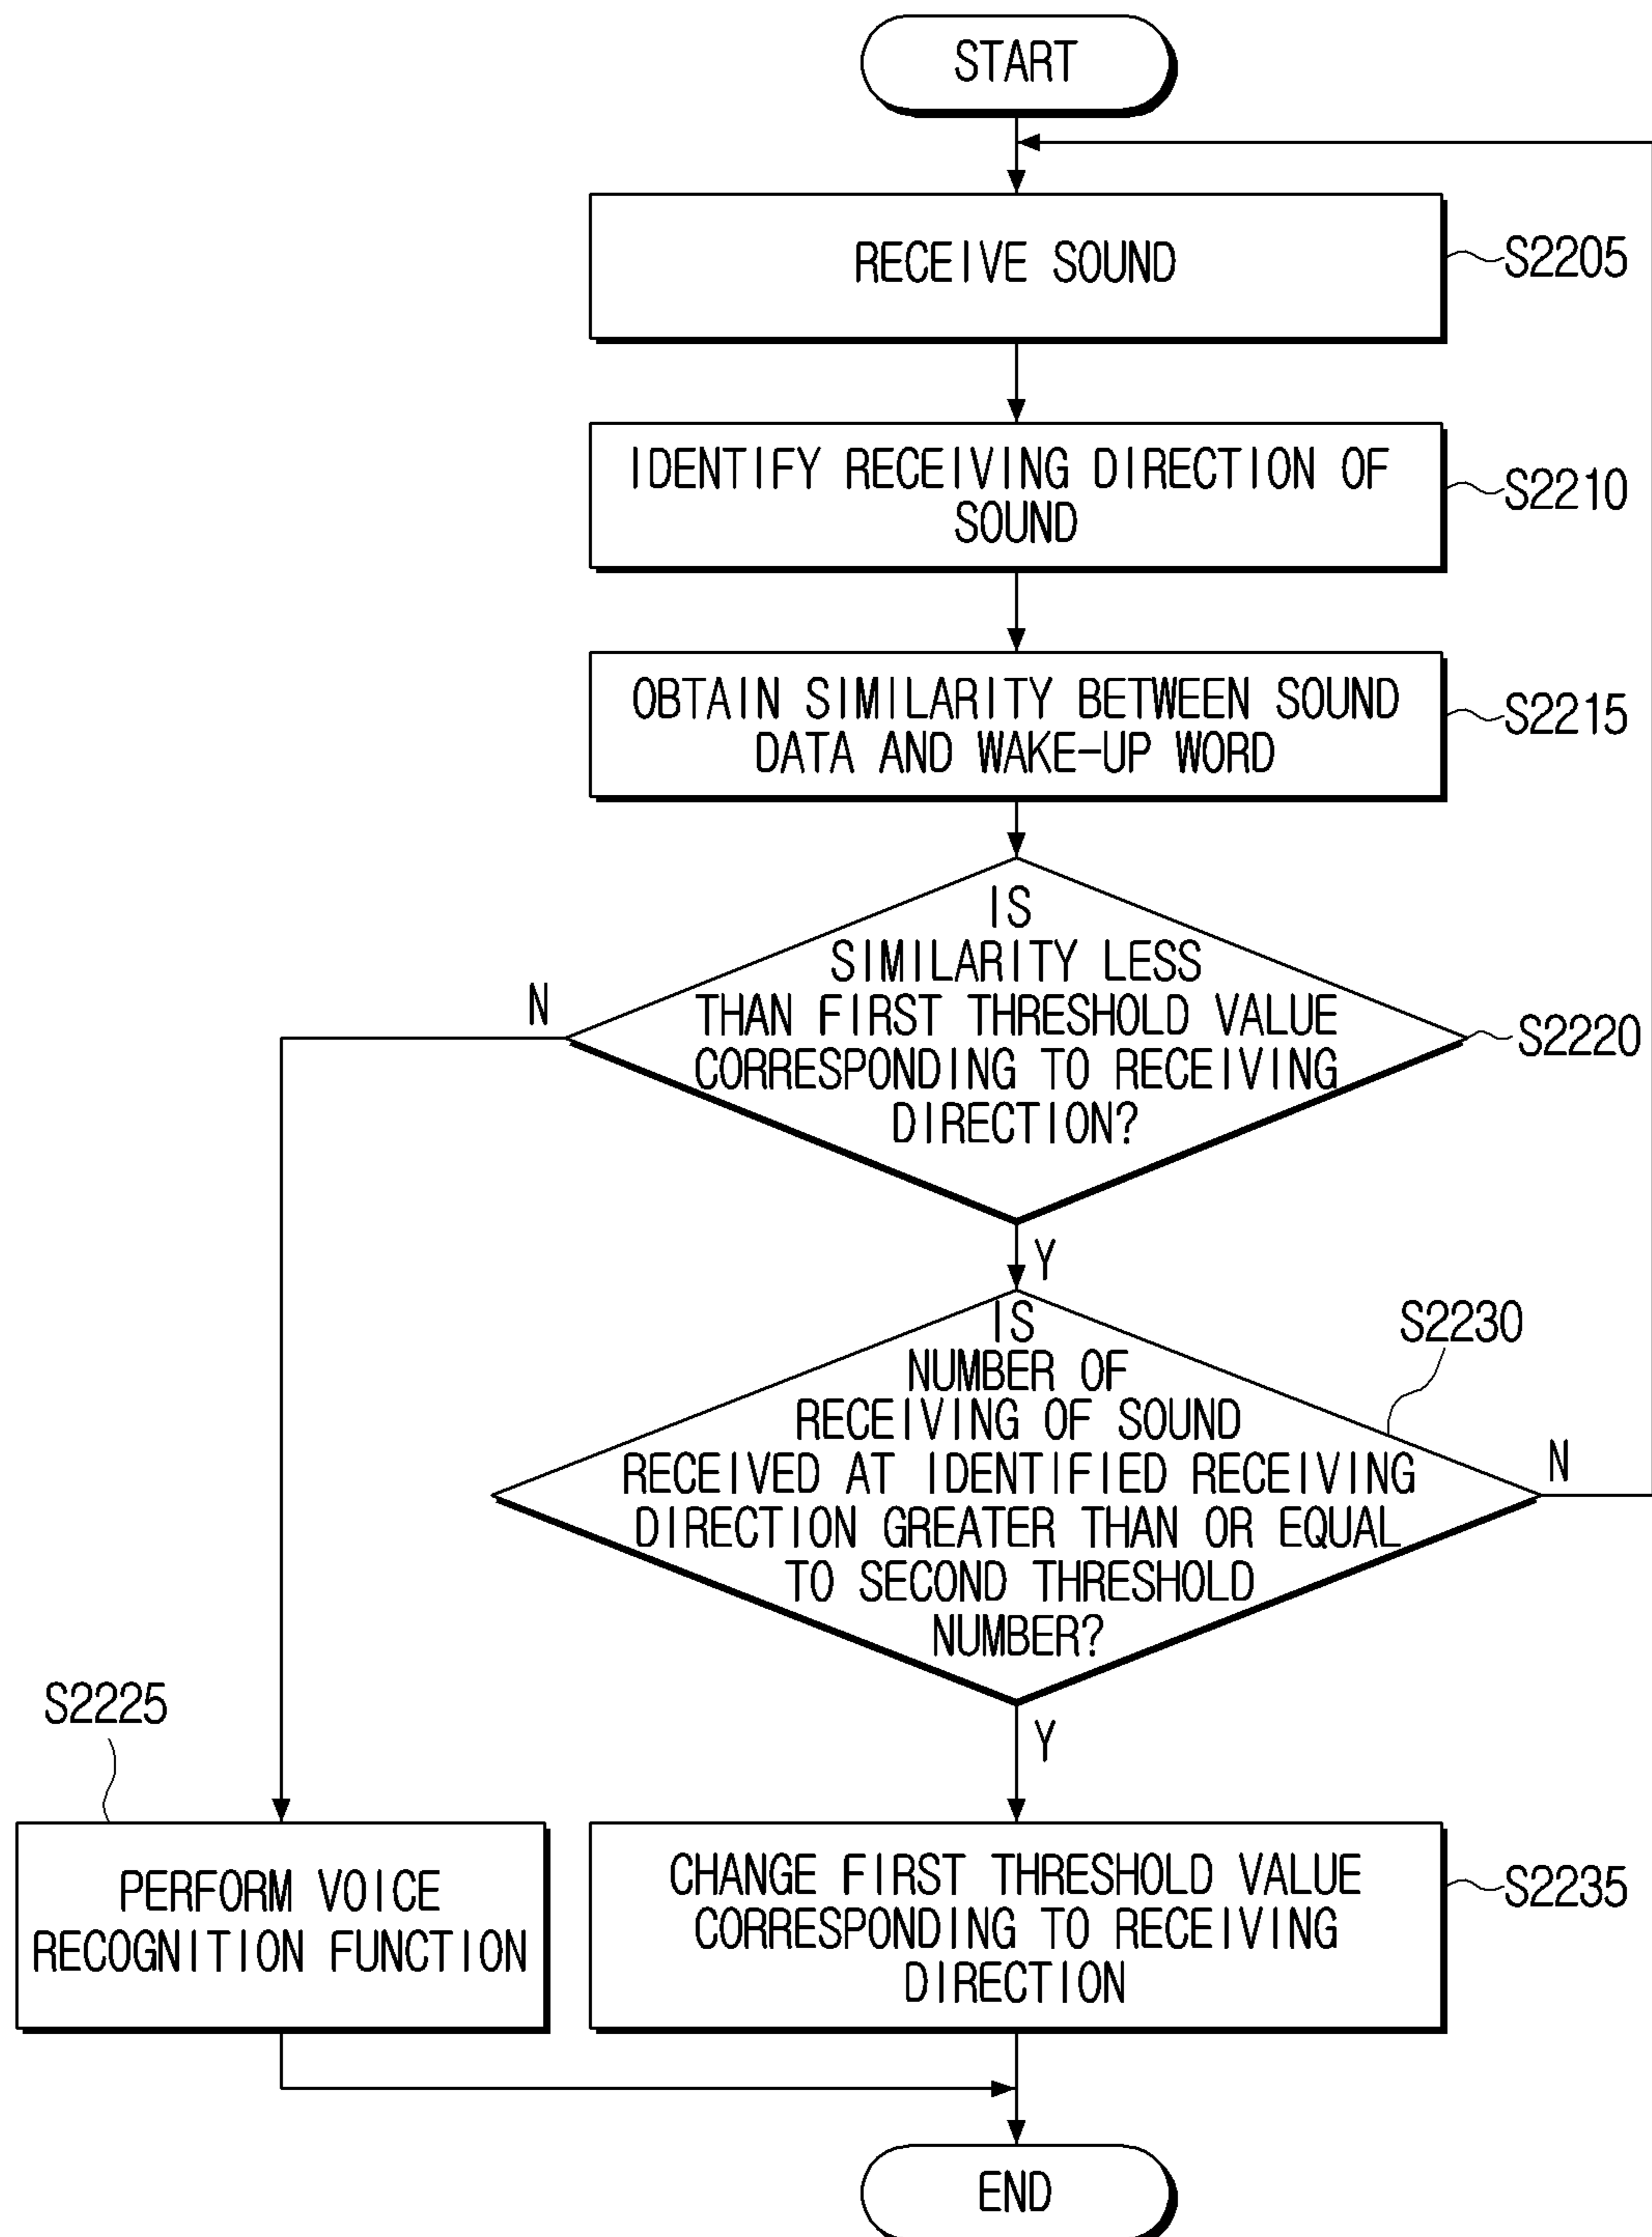 START
RECEIVE SOUND
S2205
IDENTIFY RECEIVING DIRECTION OF
SOUND
S2210
OBTAIN SIMILARITY BETWEEN SOUND
DATA AND WAKE-UP WORD
S2215
IS
SIMILARITY LESS
THAN FIRST THRESHOLD VALUE
CORRESPONDING TO RECEIVING
DIRECTION?
N
S2220
Y
IS
NUMBER OF
RECEIVING OF SOUND
RECEIVED AT IDENTIFIED RECEIVING
DIRECTION GREATER THAN OR EQUAL
TO SECOND THRESHOLD
NUMBER?
S2230
N
Y
S2225
PERFORM VOICE
RECOGNITION FUNCTION
CHANGE FIRST THRESHOLD VALUE
CORRESPONDING TO RECEIVING
DIRECTION
S2235
END